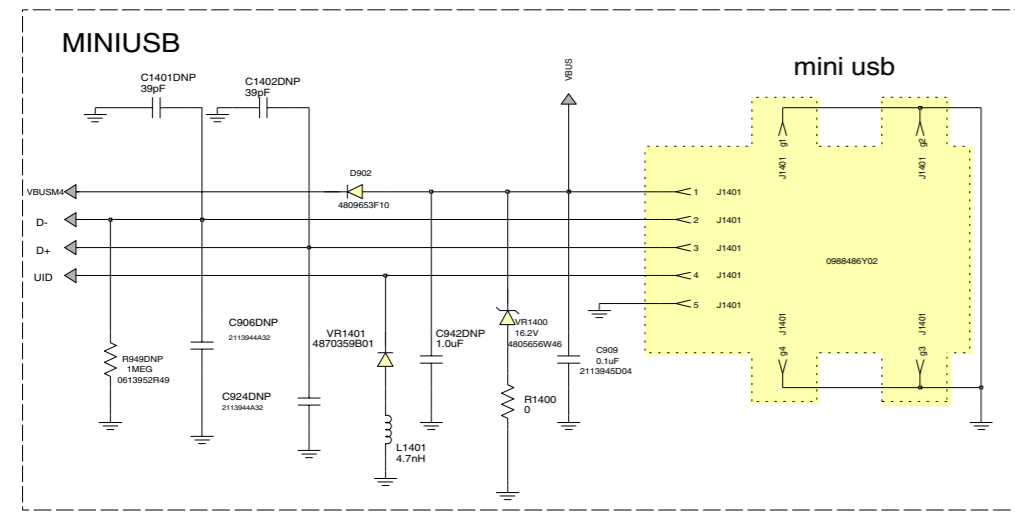 MINIUSB
mini usb
C1401DNP
39pF
C1402DNP
39pF
VBUS
g1
J1401
g2
J1401
D902
4809653F10
VBUSM4
1 J1401
D-
2 J1401
D+
3 J1401
0988486Y02
UID
4 J1401
5 J1401
C906DNP
2113944A32
VR1401
4870359B01
C942DNP
1.0uF
VR1400
16.2V
4805656W46
C909
0.1uF
2113945D04
J1401
g4
J1401
g3
R949DNP
1MEG
0613952R49
C924DNP
2113944A32
R1400
0
L1401
4.7nH